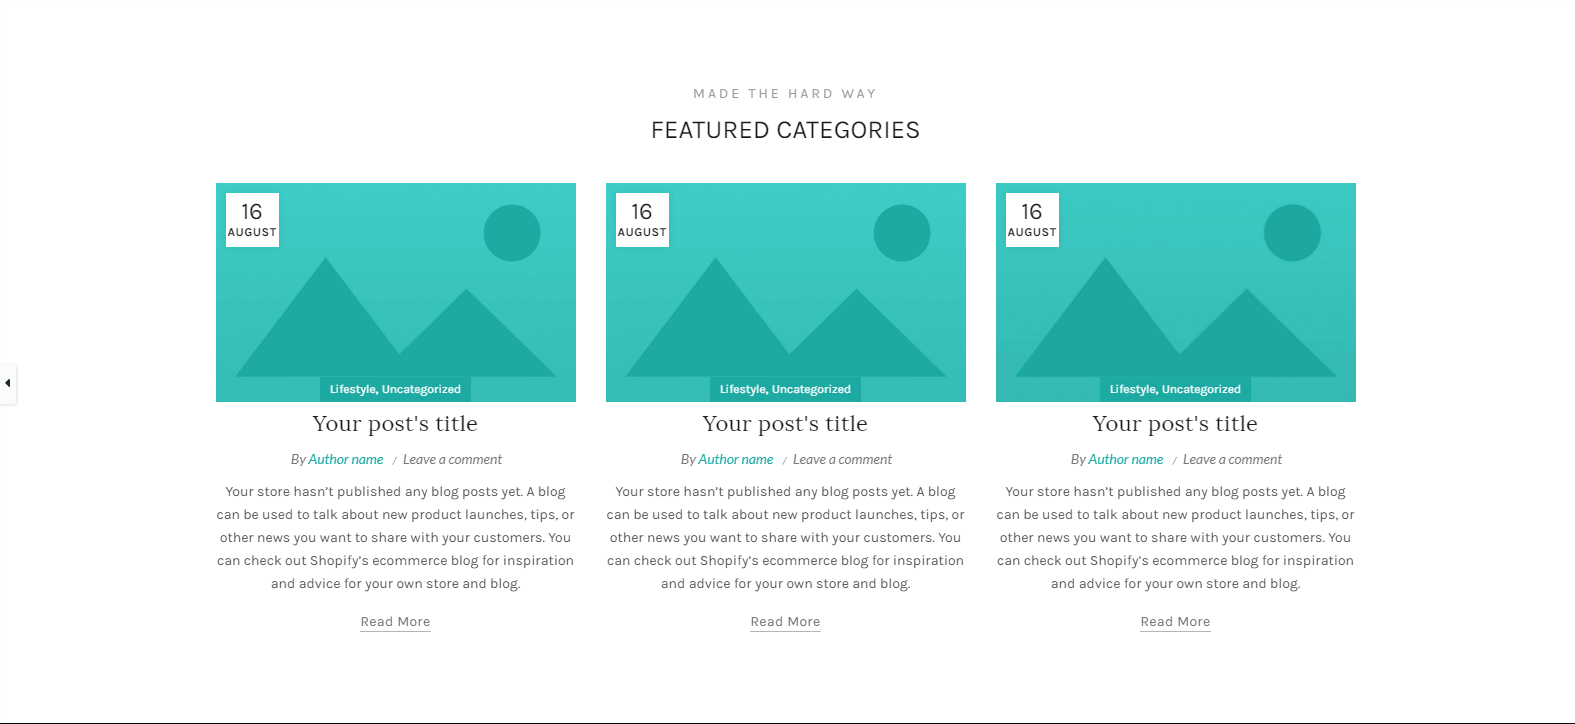 MADE THE HARD WAY
FEATURED CATEGORIES
16
AUGUST
Lifestyle, Uncategorized
Your post's title
By Author name / Leave a comment
Your store hasn’t published any blog posts yet. A blog
can be used to talk about new product launches, tips, or
other news you want to share with your customers. You
can check out Shopify’s ecommerce blog for inspiration
and advice for your own store and blog.
Read More
16
AUGUST
Lifestyle, Uncategorized
Your post's title
By Author name / Leave a comment
Your store hasn’t published any blog posts yet. A blog
can be used to talk about new product launches, tips, or
other news you want to share with your customers. You
can check out Shopify’s ecommerce blog for inspiration
and advice for your own store and blog.
Read More
16
AUGUST
Lifestyle, Uncategorized
Your post's title
By Author name / Leave a comment
Your store hasn’t published any blog posts yet. A blog
can be used to talk about new product launches, tips, or
other news you want to share with your customers. You
can check out Shopify’s ecommerce blog for inspiration
and advice for your own store and blog.
Read More